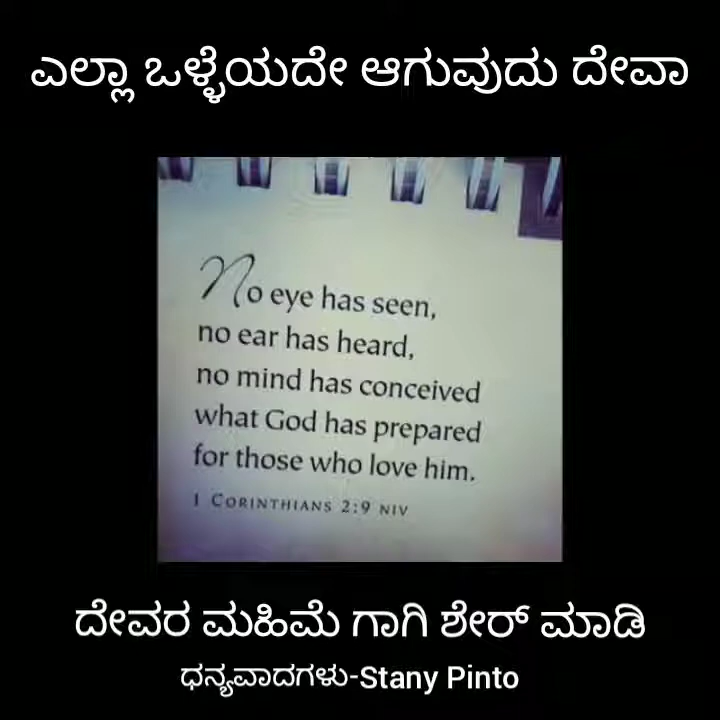 ಎಲ್ಲಾ ಒಳ್ಳೆಯದೇ ಆಗುವುದು ದೇವಾ
No eye has seen,
no ear has heard,
no mind has conceived
what God has prepared
for those who love him.
1 CORINTHIANS 2:9 NIV
ದೇವರ ಮಹಿಮೆ ಗಾಗಿ ಶೇರ್ ಮಾಡಿ
ಧನ್ಯವಾದಗಳು-Stany Pinto